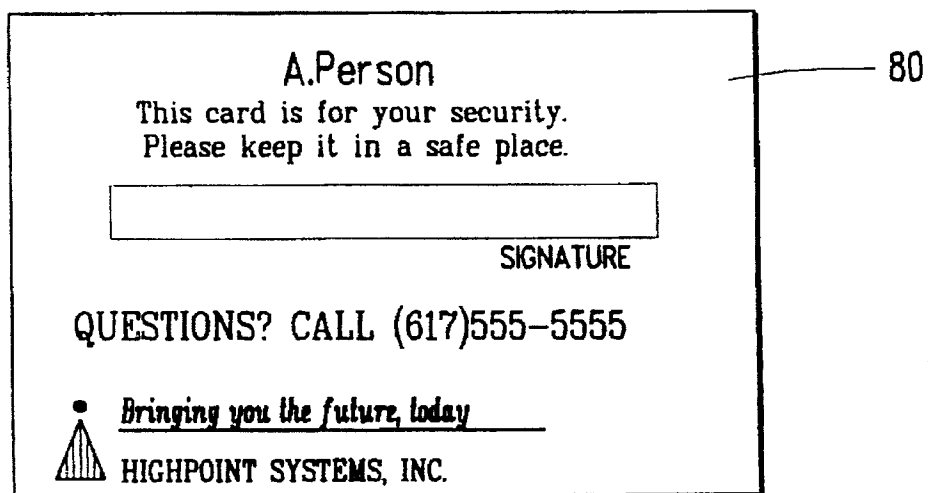 A.Person
80
This card is for your security.
Please keep it in a safe place.
SIGNATURE
QUESTIONS? CALL (617)555-5555
Bringing you the future, today
HIGHPOINT SYSTEMS, INC.